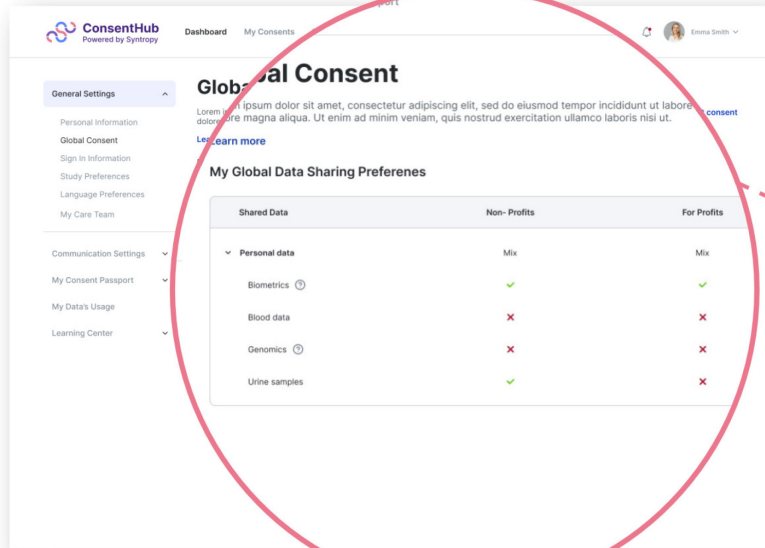 port
ConsentHub
Powered by Syntropy
Dashboard My Consents
Emma Smith
General Settings
Personal Information
Global Consent
Sign In Information
Study Preferences
Language Preferences
My Care Team
Communication Settings
My Consent Passport
My Data's Usage
Learning Center
Global
bal Consent
Lorem
ipsum dolor sit amet, consectetur adipiscing elit, sed do eiusmod tempor incididunt ut labore
consent
dolore
ore magna aliqua. Ut enim ad minim veniam, quis nostrud exercitation ullamco laboris nisi ut.
Learn more
My Global Data Sharing Preferenes
Shared Data Non- Profits For Profits
Personal data Mix Mix
Biometrics ?
Blood data
Genomics ?
Urine samples